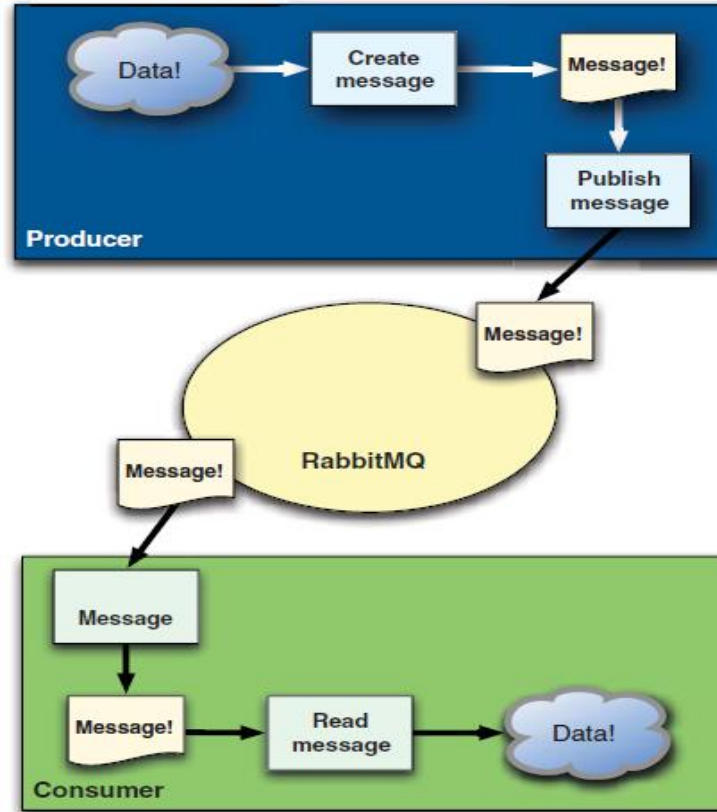 Data!
Create
message
Message!
Publish
message
Producer
Message!
RabbitMQ
Message!
Message
Message!
Read
message
Data!
Consumer